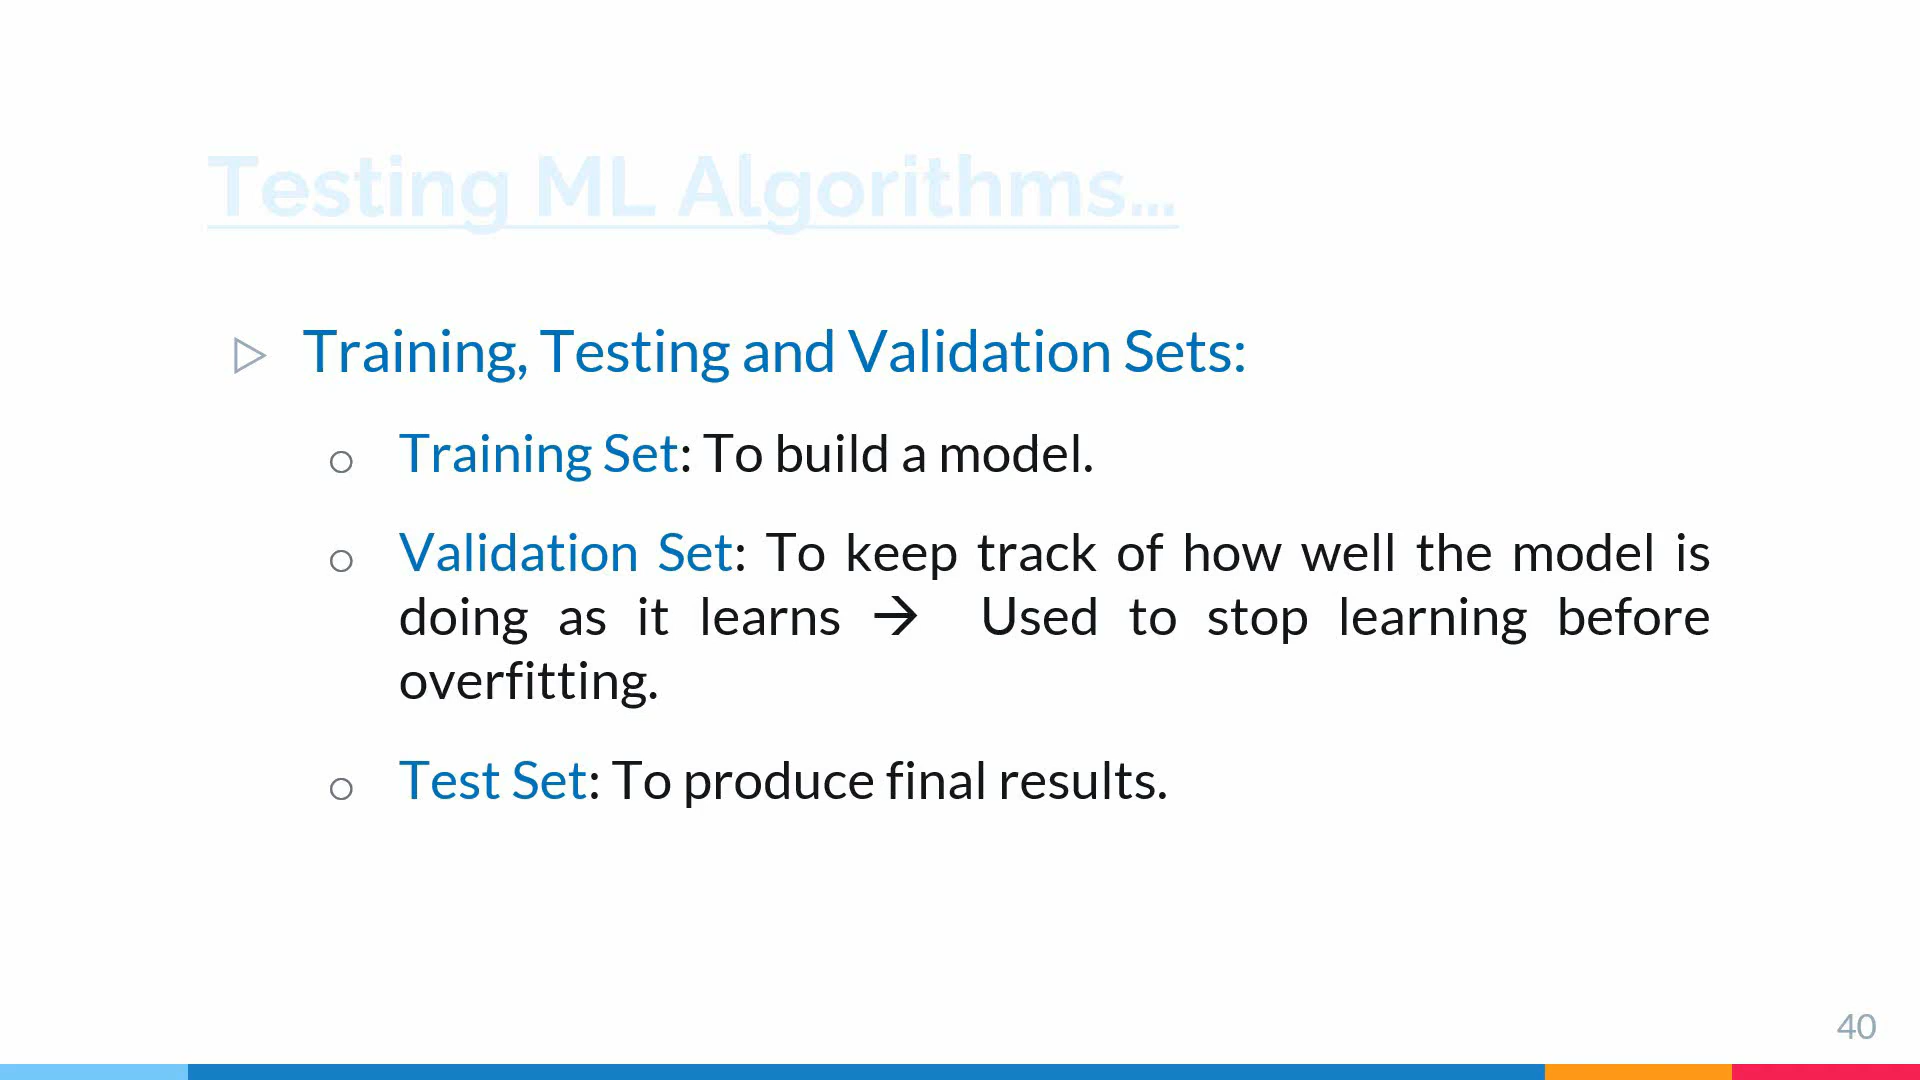 Testing ML Algorithms...
Training, Testing and Validation Sets:
Training Set: To build a model.
Validation Set: To keep track of how well the model is
doing as it learns → Used to stop learning before
overfitting.
Test Set: To produce final results.
40